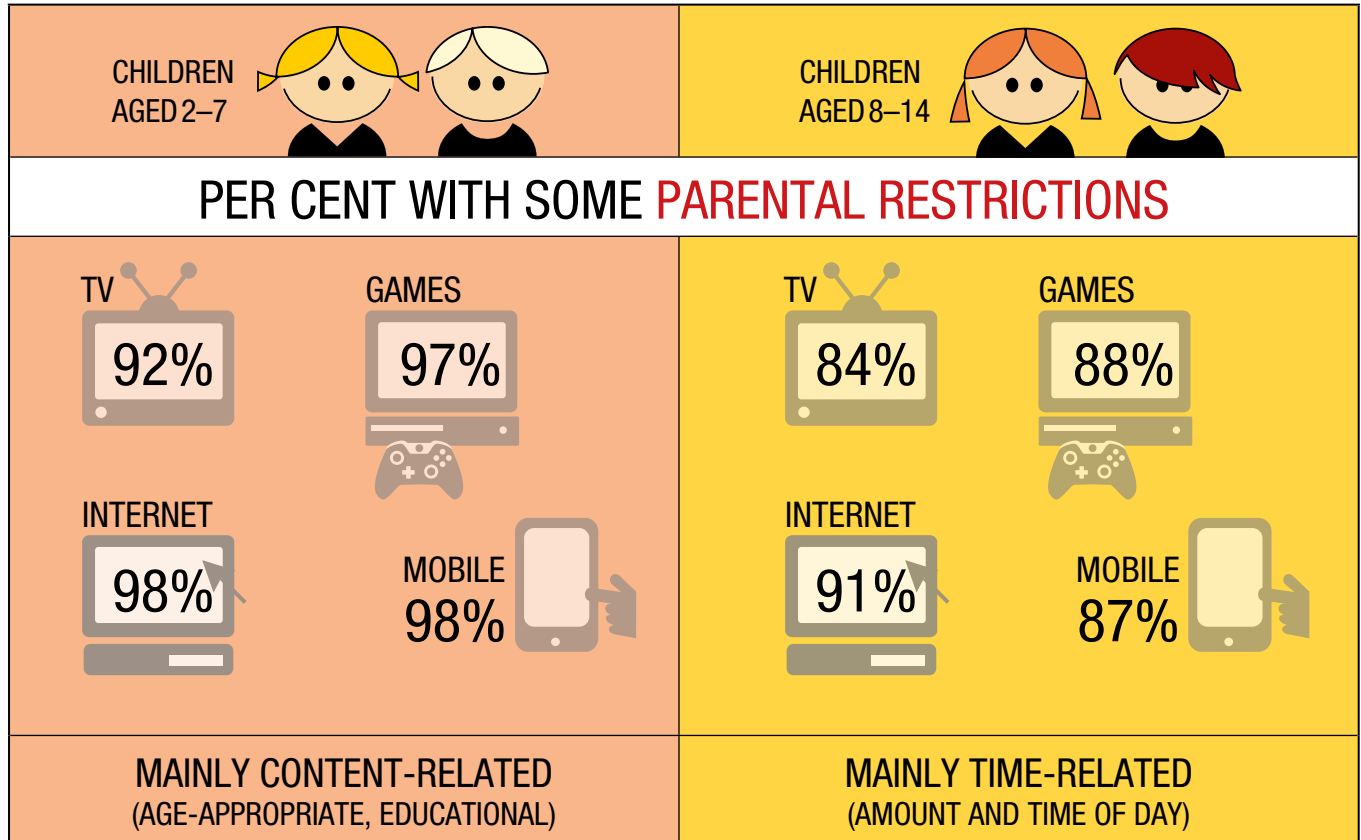 CHILDREN
AGED 2–7
CHILDREN
AGED 8–14
PER CENT WITH SOME PARENTAL RESTRICTIONS
TV
92%
GAMES
97%
INTERNET
98%
MOBILE
98%
TV
84%
GAMES
88%
INTERNET
91%
MOBILE
87%
MAINLY CONTENT-RELATED
(AGE-APPROPRIATE, EDUCATIONAL)
MAINLY TIME-RELATED
(AMOUNT AND TIME OF DAY)